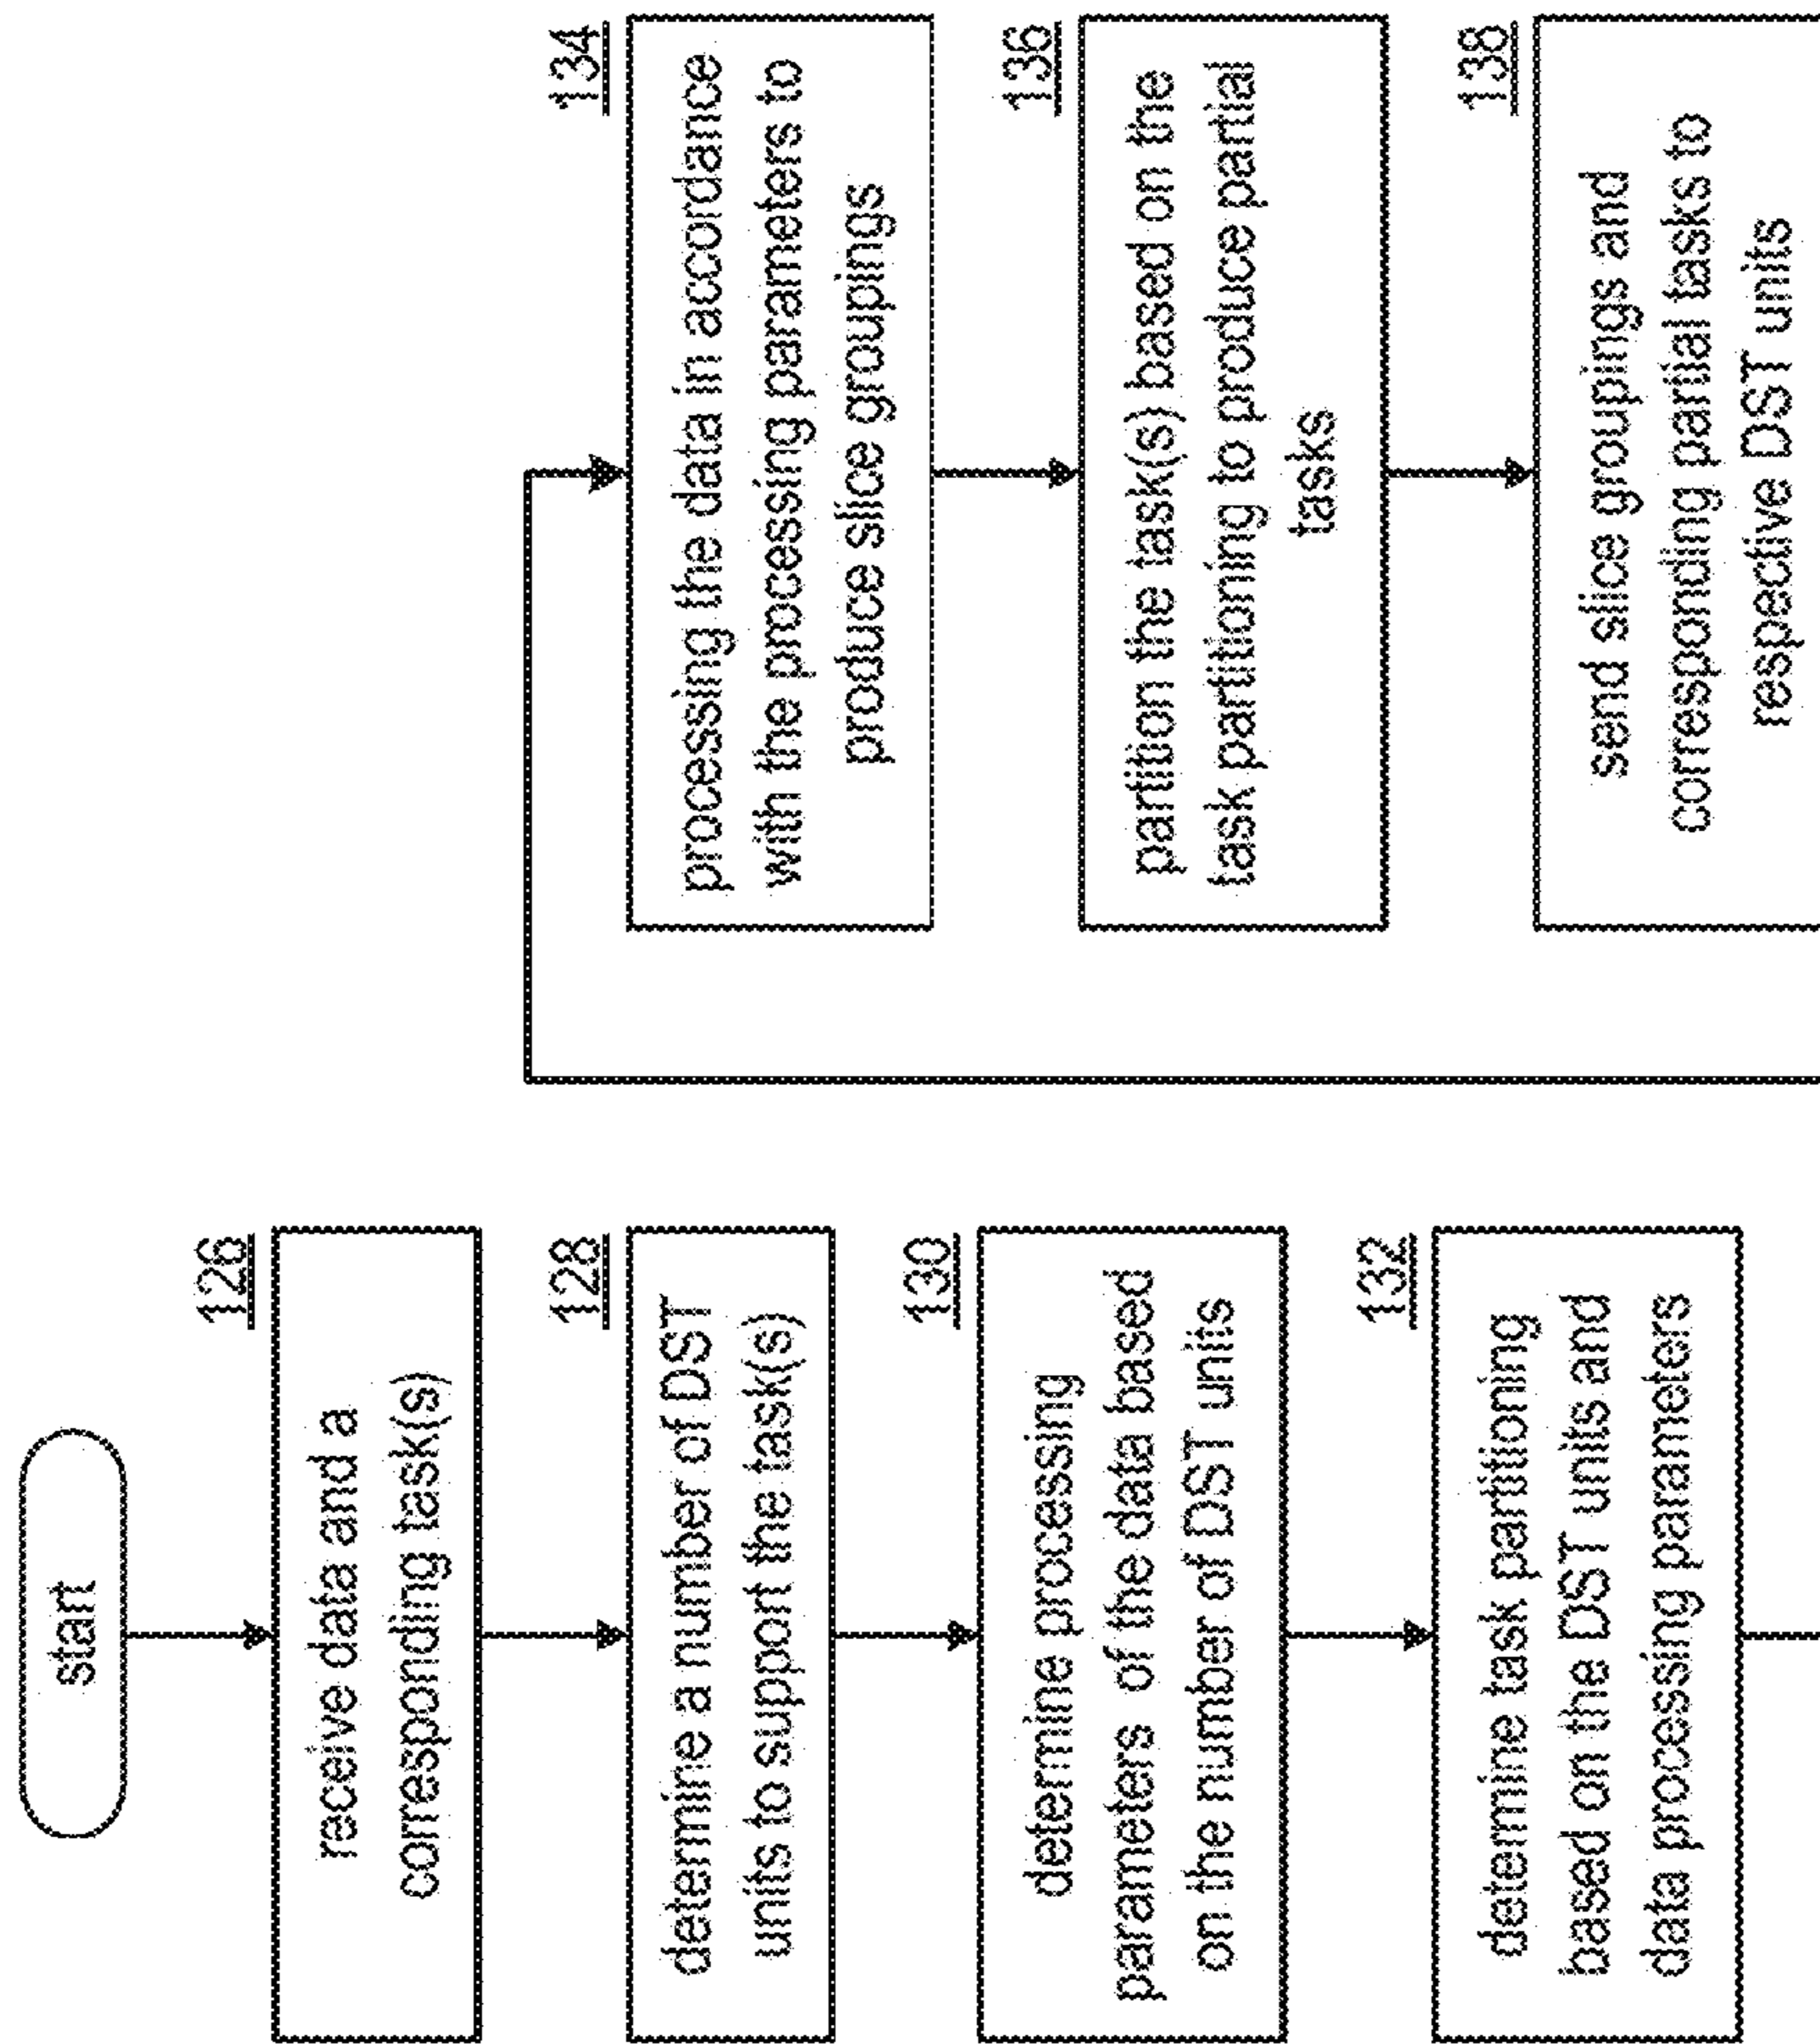 start
126
receive data and a
corresponding task(s)
128
determine a number of DST
units to support the task(s)
130
determine processing
parameters of the data based
on the number of DST units
132
determine task partitioning
based on the DST units and
data processing parameters
134
processing the data in accordance
with the processing parameters to
produce slice groupings
136
partition the task(s) based on the
task partitioning to produce partial
tasks
138
send slice groupings and
corresponding partial tasks to
respective DST units